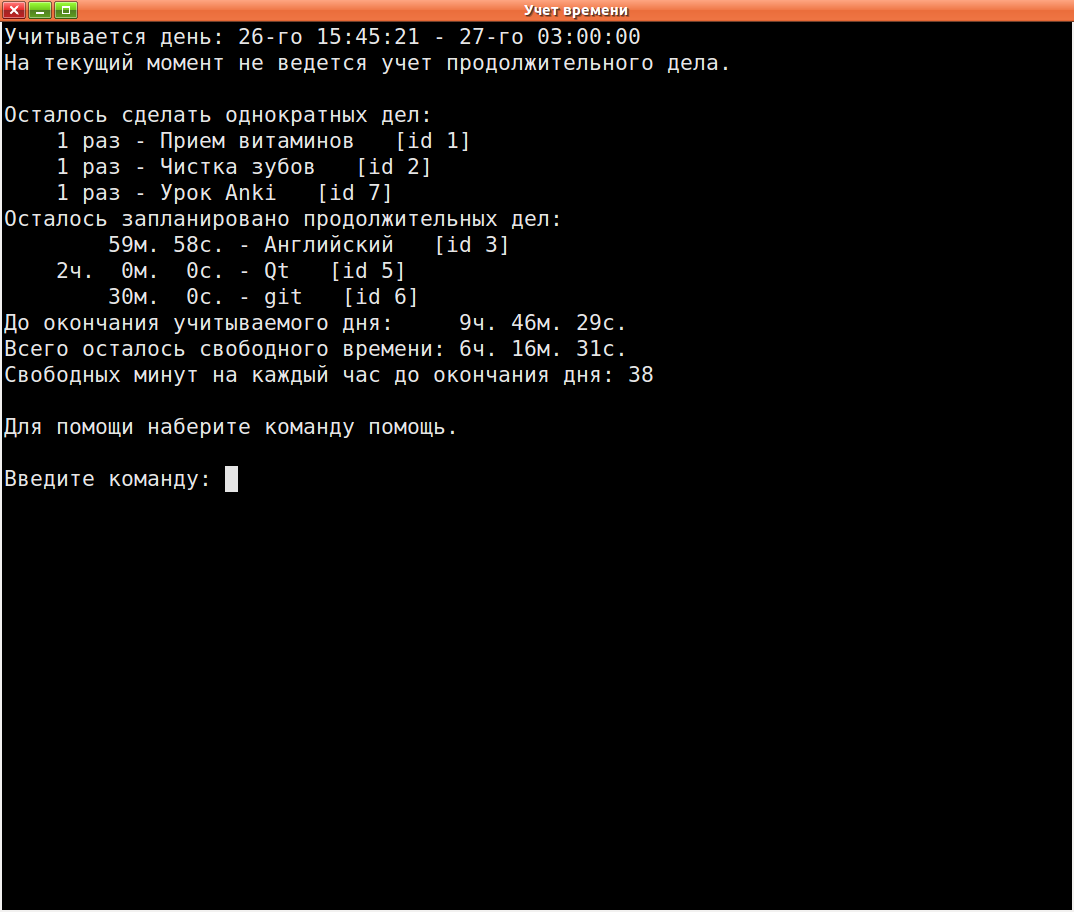 Учет времени
Учитывается день: 26-го 15:45:21 - 27-го 03:00:00
На текущий момент не ведется учет продолжительного дела.
Осталось сделать однократных дел:
1 раз - Прием витаминов [id 1]
1 раз - Чистка зубов [id 2]
1 раз - Урок Anki [id 7]
Осталось запланировано продолжительных дел:
59м. 58с. - Английский [id 3]
2ч. 0м. 0с. - Qt [id 5]
30м. 0с. - git [id 6]
До окончания учитываемого дня: 9ч. 46м. 29с.
Всего осталось свободного времени: 6ч. 16м. 31с.
Свободных минут на каждый час до окончания дня: 38
Для помощи наберите команду помощь.
Введите команду: